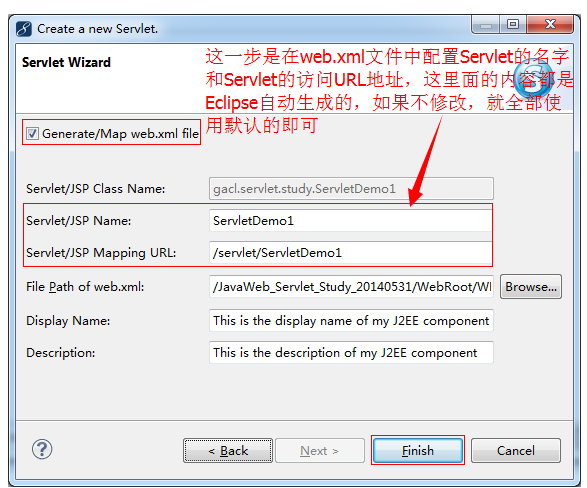 Create a new Servlet.
Servlet Wizard
这一步是在web.xml文件中配置Servlet的名字
和Servlet的访问URL地址，这里面的内容都是
Eclipse自动生成的，如果不修改，就全部使
用默认的即可
Generate/Map web.xml file
Servlet/JSP Class Name: gacl.servlet.study.ServletDemo1
Servlet/JSP Name: ServletDemo1
Servlet/JSP Mapping URL: /servlet/ServletDemo1
File Path of web.xml: /JavaWeb_Servlet_Study_20140531/WebRoot/WI Browse...
Display Name: This is the display name of my J2EE component
Description: This is the description of my J2EE component
? < Back Next > Finish Cancel